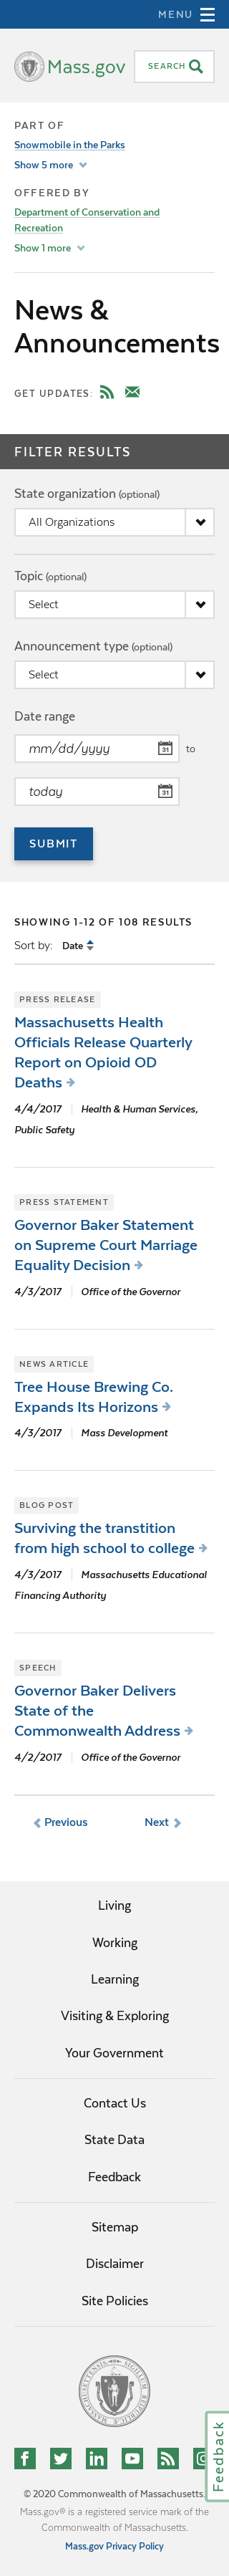 MENU
Mass.gov
SEARCH
PART OF
Snowmobile in the Parks
Show 5 more
OFFERED BY
Department of Conservation and
Recreation
Show 1 more
News &
Announcements
GET UPDATES:
FILTER RESULTS
State organization (optional)
All Organizations
Topic (optional)
Select
Announcement type (optional)
Select
Date range
mm/dd/yyyy
31
to
today
31
SUBMIT
SHOWING 1-12 OF 108 RESULTS
Sort by: Date
PRESS RELEASE
Massachusetts Health
Officials Release Quarterly
Report on Opioid OD
Deaths
4/4/2017 Health & Human Services,
Public Safety
PRESS STATEMENT
Governor Baker Statement
on Supreme Court Marriage
Equality Decision
4/3/2017 Office of the Governor
NEWS ARTICLE
Tree House Brewing Co.
Expands Its Horizons
4/3/2017 Mass Development
BLOG POST
Surviving the transtition
from high school to college
4/3/2017 Massachusetts Educational
Financing Authority
SPEECH
Governor Baker Delivers
State of the
Commonwealth Address
4/2/2017 Office of the Governor
Previous
Next
Living
Working
Learning
Visiting & Exploring
Your Government
Contact Us
State Data
Feedback
Sitemap
Disclaimer
Site Policies
Feedback
© 2020 Commonwealth of Massachusetts.
Mass.gov® is a registered service mark of the
Commonwealth of Massachusetts.
Mass.gov Privacy Policy